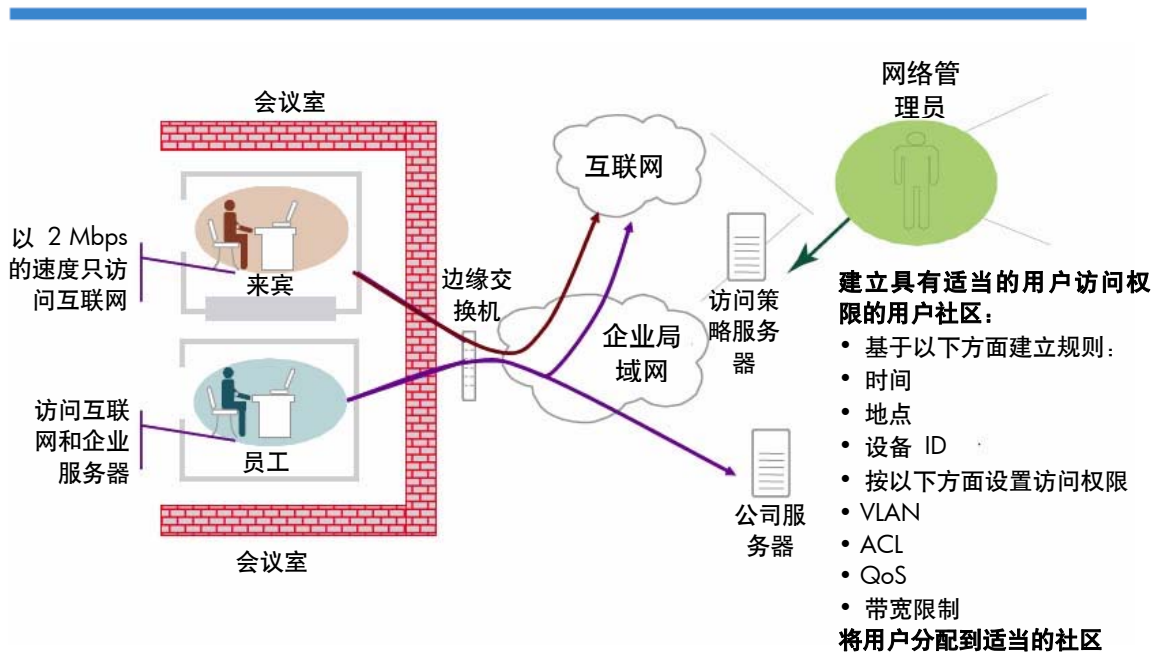 会议室
以 2 Mbps
的速度只访
问互联网
来宾
访问互联
网和企业
服务器
员工
会议室
边缘交
换机
互联网
企业局
域网
访问策
略服务
器
公司服
务器
网络管
理员
建立具有适当的用户访问权
限的用户社区：
• 基于以下方面建立规则：
• 时间
• 地点
• 设备 ID
• 按以下方面设置访问权限
• VLAN
• ACL
• QoS
• 带宽限制
将用户分配到适当的社区